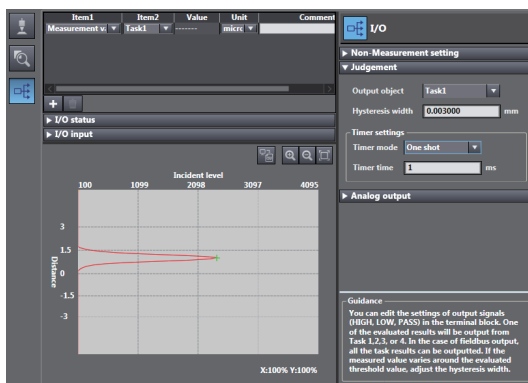 Item1 Item2 Value Unit Comment
Measurement v. Task1 ------- micro
I/O status
I/O input
Incident level
100 1099 2098 3097 4095
3
1.5
0
-1.5
-3
Distance
X:100% Y:100%
I/O
Non-Measurement setting
Judgement
Output object Task1
Hysteresis width 0.003000 mm
Timer settings
Timer mode One shot
Timer time 1 ms
Analog output
Guidance
You can edit the settings of output signals
(HIGH, LOW, PASS) in the terminal block. One
of the evaluated results will be output from
Task 1,2,3, or 4. In the case of fieldbus output,
all the task results can be outputted. If the
measured value varies around the evaluated
threshold value, adjust the hysteresis width.